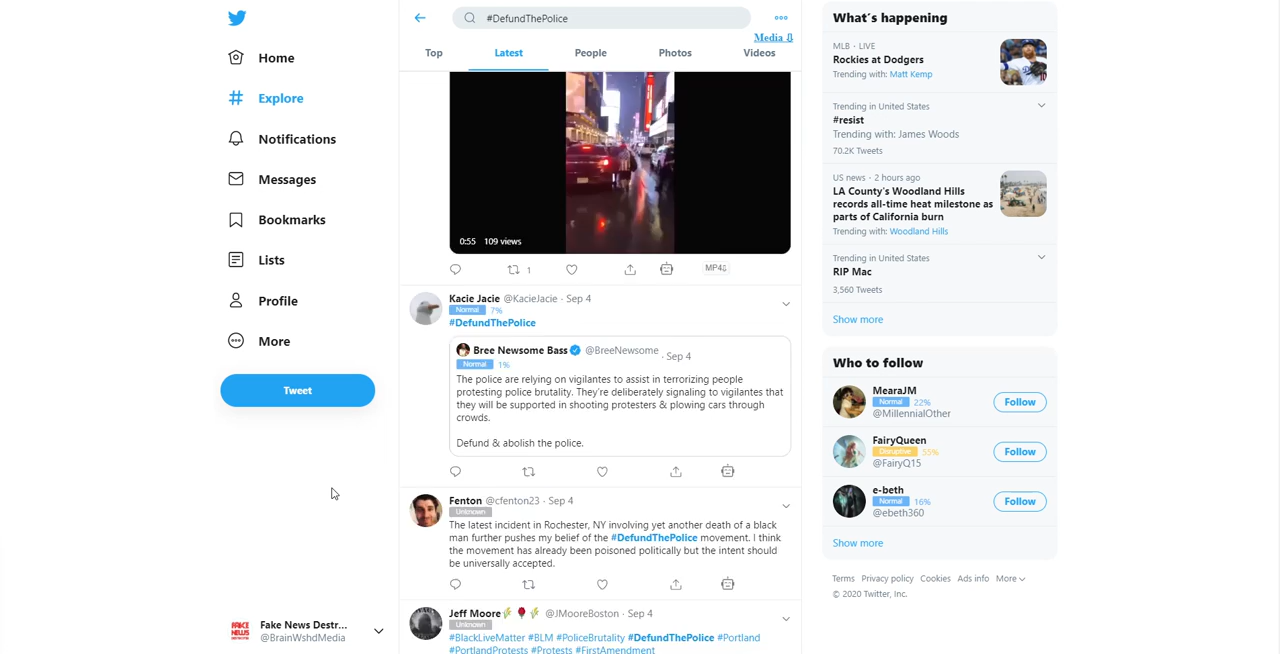 Home
Explore
Notifications
Messages
Bookmarks
Lists
Profile
More
Tweet
Fake News Destr...
@BrainWshdMedia
#DefundThePolice
Media ⇩
Top Latest People Photos Videos
0:55 109 views
1 MP4⇩
Kacie Jacie @KacieJacie · Sep 4
Normal 7%
#DefundThePolice
Bree Newsome Bass @BreeNewsome · Sep 4
Normal 1%
The police are relying on vigilantes to assist in terrorizing people
protesting police brutality. They're deliberately signaling to vigilantes that
they will be supported in shooting protesters & plowing cars through
crowds.
Defund & abolish the police.
Fenton @cfenton23 · Sep 4
Unknown
The latest incident in Rochester, NY involving yet another death of a black
man further pushes my belief of the #DefundThePolice movement. I think
the movement has already been poisoned politically but the intent should
be universally accepted.
Jeff Moore @JMooreBoston · Sep 4
Unknown
#BlackLiveMatter #BLM #PoliceBrutality #DefundThePolice #Portland
#PortlandProtests #Protests #FirstAmendment
What's happening
MLB · LIVE
Rockies at Dodgers
Trending with: Matt Kemp
Trending in United States
#resist
Trending with: James Woods
70.2K Tweets
US news · 2 hours ago
LA County's Woodland Hills
records all-time heat milestone as
parts of California burn
Trending with: Woodland Hills
Trending in United States
RIP Mac
3,560 Tweets
Show more
Who to follow
MearaJM
Normal 22%
@MillennialOther
Follow
FairyQueen
Disruptive 55%
@FairyQ15
Follow
e-beth
Normal 16%
@ebeth360
Follow
Show more
Terms Privacy policy Cookies Ads info More
© 2020 Twitter, Inc.